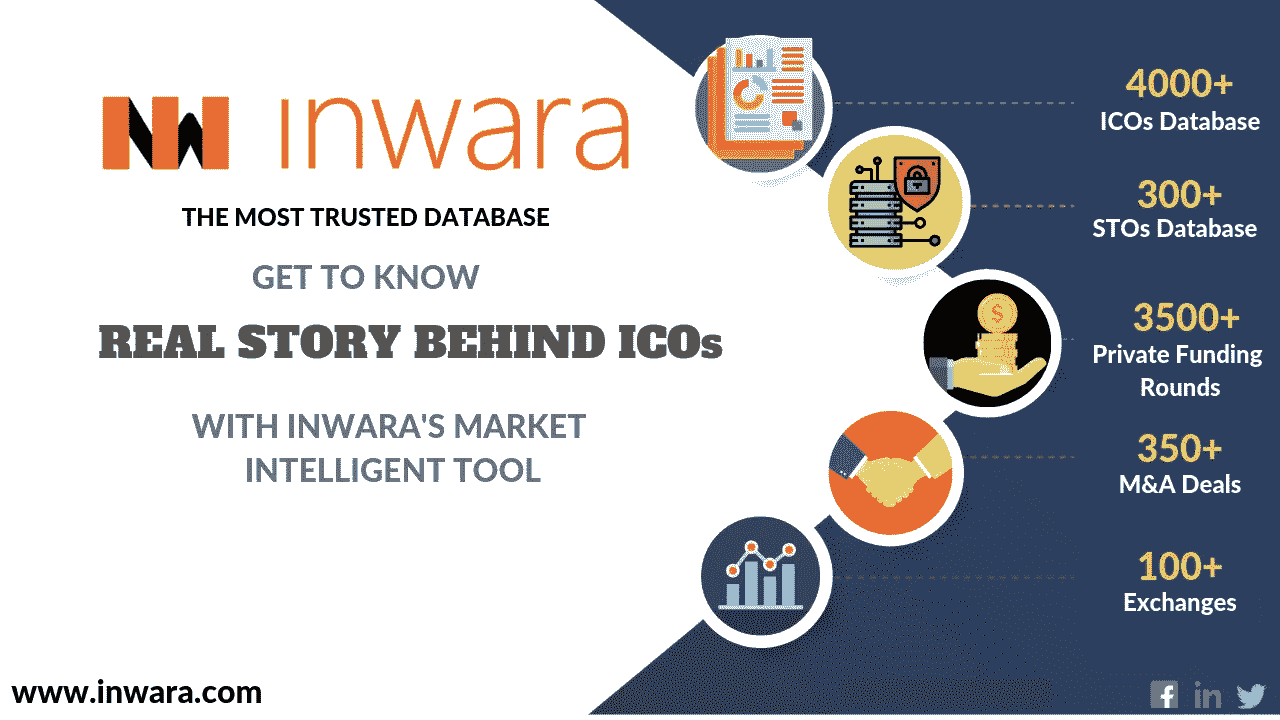 inwara
THE MOST TRUSTED DATABASE
GET TO KNOW
REAL STORY BEHIND ICOs
WITH INWARA'S MARKET
INTELLIGENT TOOL
www.inwara.com
4000+
ICOs Database
300+
STOs Database
3500+
Private Funding
Rounds
350+
M&A Deals
100+
Exchanges